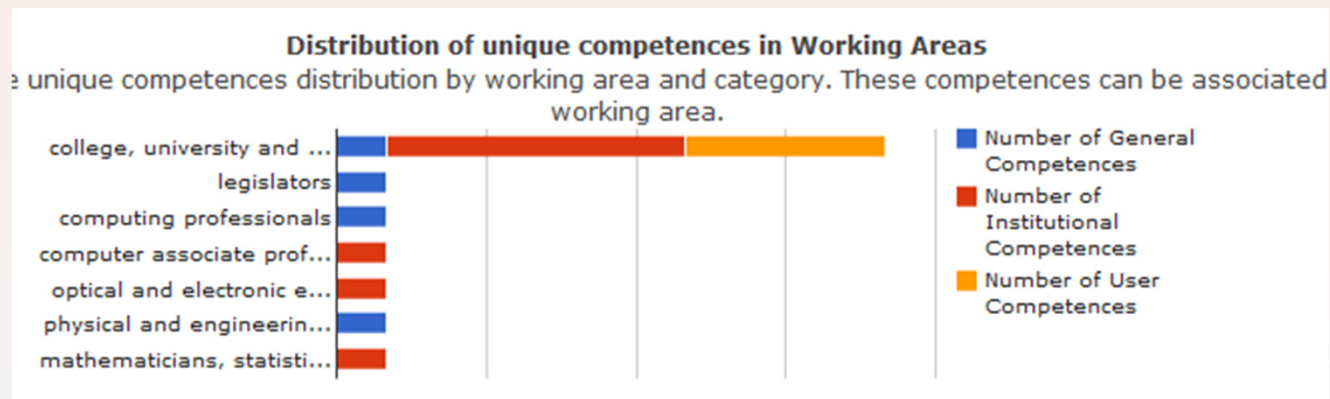 Distribution of unique competences in Working Areas
e unique competences distribution by working area and category. These competences can be associated
working area.
college, university and ...
legislators
computing professionals
computer associate prof...
optical and electronic e...
physical and engineerin...
mathematicians, statisti...
Number of General
Competences
Number of
Institutional
Competences
Number of User
Competences